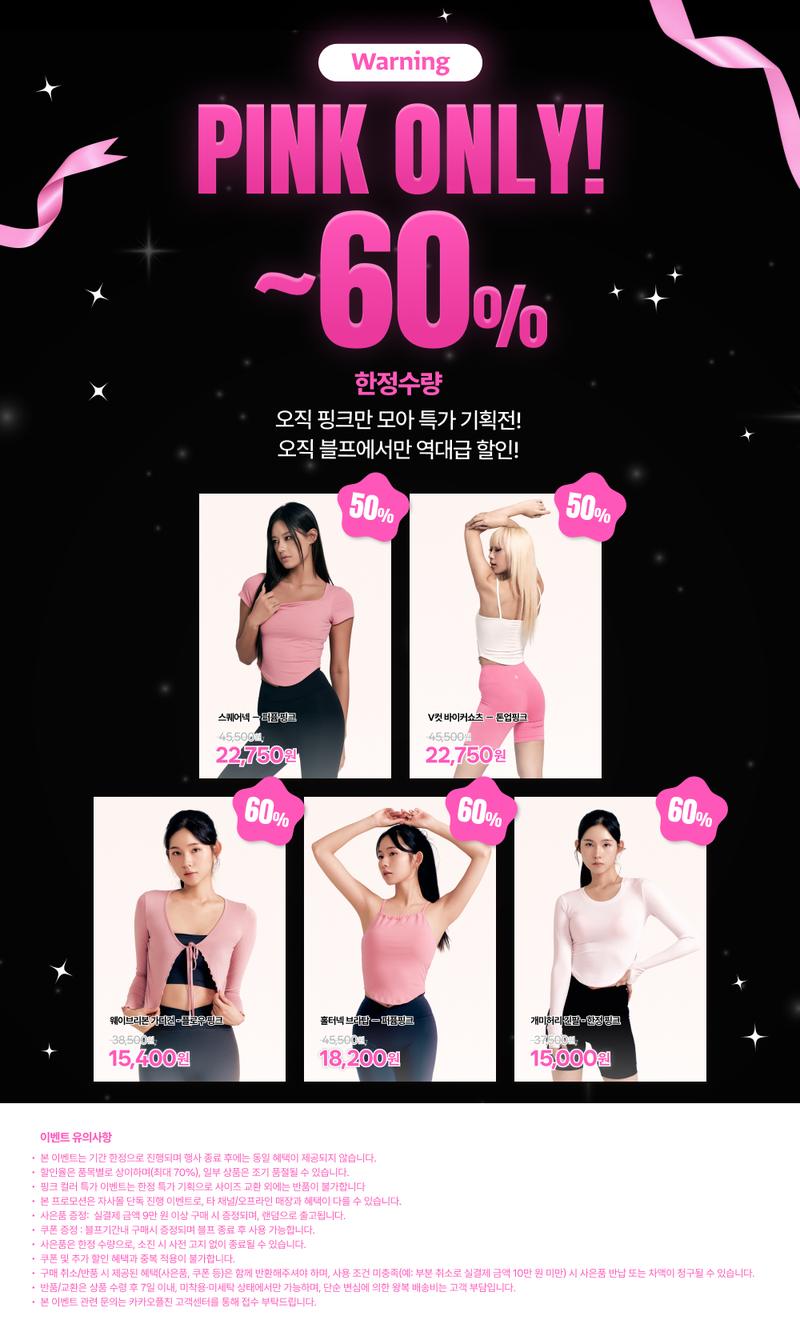 Warning
PINK ONLY!
~60%
한정수량
오직 핑크만 모아 특가 기획전!
오직 블프에서만 역대급 할인!
50%
50%
스퀘어넥 – 퍼퓸핑크
45,500원
22,750원
V컷 바이커쇼츠 – 톤업핑크
45,500원
22,750원
60%
60%
60%
웨이브리본 가디건 - 플로우핑크
38,500원
15,400원
홀터넥 브라탑 – 퍼퓸핑크
45,500원
18,200원
개미허리 긴팔 - 한정 핑크
37,500원
15,000원
이벤트 유의사항
· 본 이벤트는 기간 한정으로 진행되며 행사 종료 후에는 동일 혜택이 제공되지 않습니다.
· 할인율은 품목별로 상이하며(최대 70%), 일부 상품은 조기 품절될 수 있습니다.
· 핑크 컬러 특가 이벤트는 한정 특가 기획으로 사이즈 교환 외에는 반품이 불가합니다
· 본 프로모션은 자사몰 단독 진행 이벤트로, 타 채널/오프라인 매장과 혜택이 다를 수 있습니다.
· 사은품 증정: 실결제 금액 9만 원 이상 구매 시 증정되며, 랜덤으로 출고됩니다.
· 쿠폰 증정 : 블프기간내 구매시 증정되며 블프 종료 후 사용 가능합니다.
· 사은품은 한정 수량으로, 소진 시 사전 고지 없이 종료될 수 있습니다.
· 쿠폰 및 추가 할인 혜택과 중복 적용이 불가합니다.
· 구매 취소/반품 시 제공된 혜택(사은품, 쿠폰 등)은 함께 반환해주셔야 하며, 사용 조건 미충족(예: 부분 취소로 실결제 금액 10만 원 미만) 시 사은품 반납 또는 차액이 청구될 수 있습니다.
· 반품/교환은 상품 수령 후 7일 이내, 미착용·미세탁 상태에서만 가능하며, 단순 변심에 의한 왕복 배송비는 고객 부담입니다.
· 본 이벤트 관련 문의는 카카오플친 고객센터를 통해 접수 부탁드립니다.